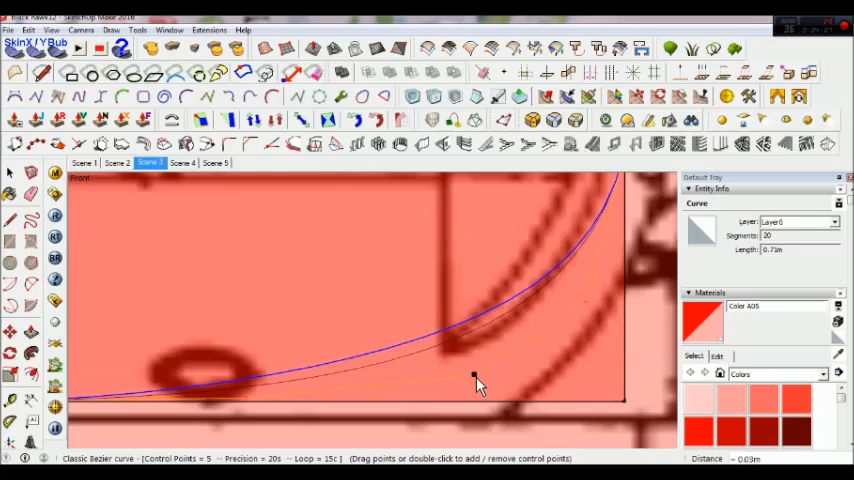 Black hawk12 - SketchUp Make 2016
File Edit View Camera Draw Tools Window Extensions Help
SkinX / YBub
Scene 1 Scene 2 Scene 3 Scene 4 Scene 5
Front
Default Tray
Entity Info
Curve
Layer: Layer0
Segments: 20
Length: 0.71m
Materials
Color A05
Select Edit
Colors
Classic Bezier curve - [Control Points = 5 - Precision = 20s - Loop = 15c ] (Drag points or double-click to add / remove control points)
Distance ~ 0.03m